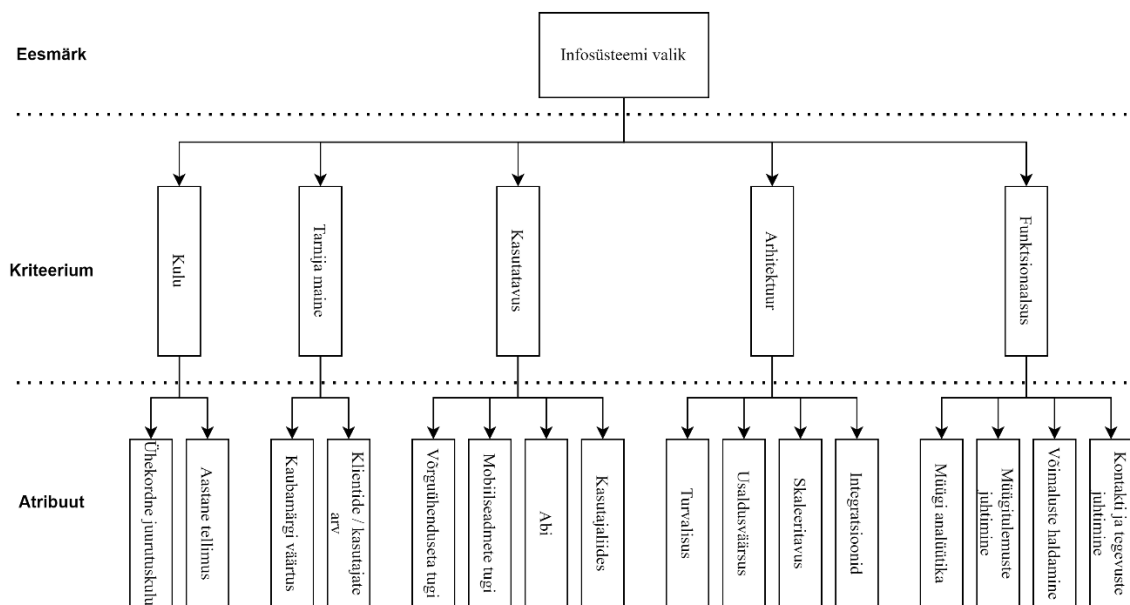 Eesmärk
Infosüsteemi valik
Kriteerium
Kulu
Tarnija maine
Kasutatavus
Arhitektuur
Funktsionaalsus
Atribuut
Ühekordne juurutuskulu
Aastane tellimus
Kaubamärgi väärtus
Klientide / kasutajate
arv
Võrguühenduseta tugi
Mobiilseadmete tugi
Abi
Kasutajaliides
Turvalisus
Usaldusväärsus
Skaleeritavus
Integratsioonid
Müügi analüütika
Müügitulemuste
juhtimine
Võimaluste haldamine
Kontakti ja tegevuste
juhtimine